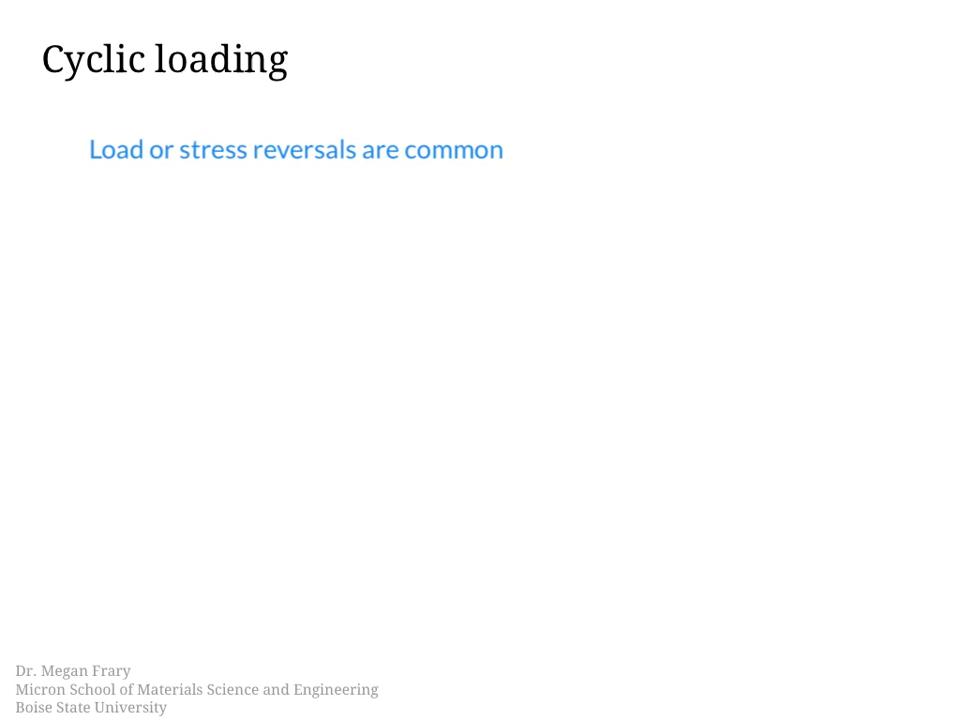 Cyclic loading
Load or stress reversals are common
Dr. Megan Frary
Micron School of Materials Science and Engineering
Boise State University